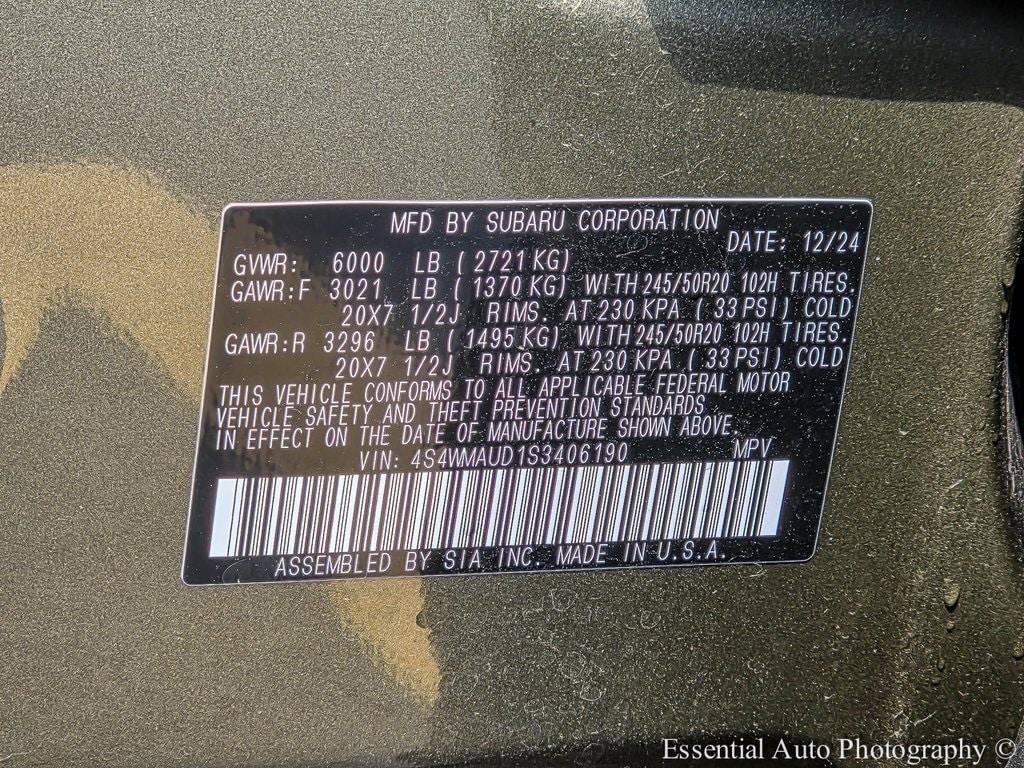 MFD BY SUBARU CORPORATION
DATE: 12/24
GVWR: 6000 LB ( 2721 KG)
GAWR:F 3021 LB ( 1370 KG) WITH 245/50R20 102H TIRES.
20X7 1/2J RIMS. AT 230 KPA ( 33 PSI) COLD
GAWR:R 3296 LB ( 1495 KG) WITH 245/50R20 102H TIRES.
20X7 1/2J RIMS. AT 230 KPA ( 33 PSI) COLD
THIS VEHICLE CONFORMS TO ALL APPLICABLE FEDERAL MOTOR
VEHICLE SAFETY AND THEFT PREVENTION STANDARDS
IN EFFECT ON THE DATE OF MANUFACTURE SHOWN ABOVE.
VIN: 4S4WMAUD1S3406190 MPV
ASSEMBLED BY SIA INC. MADE IN U.S.A.
Essential Auto Photography ©